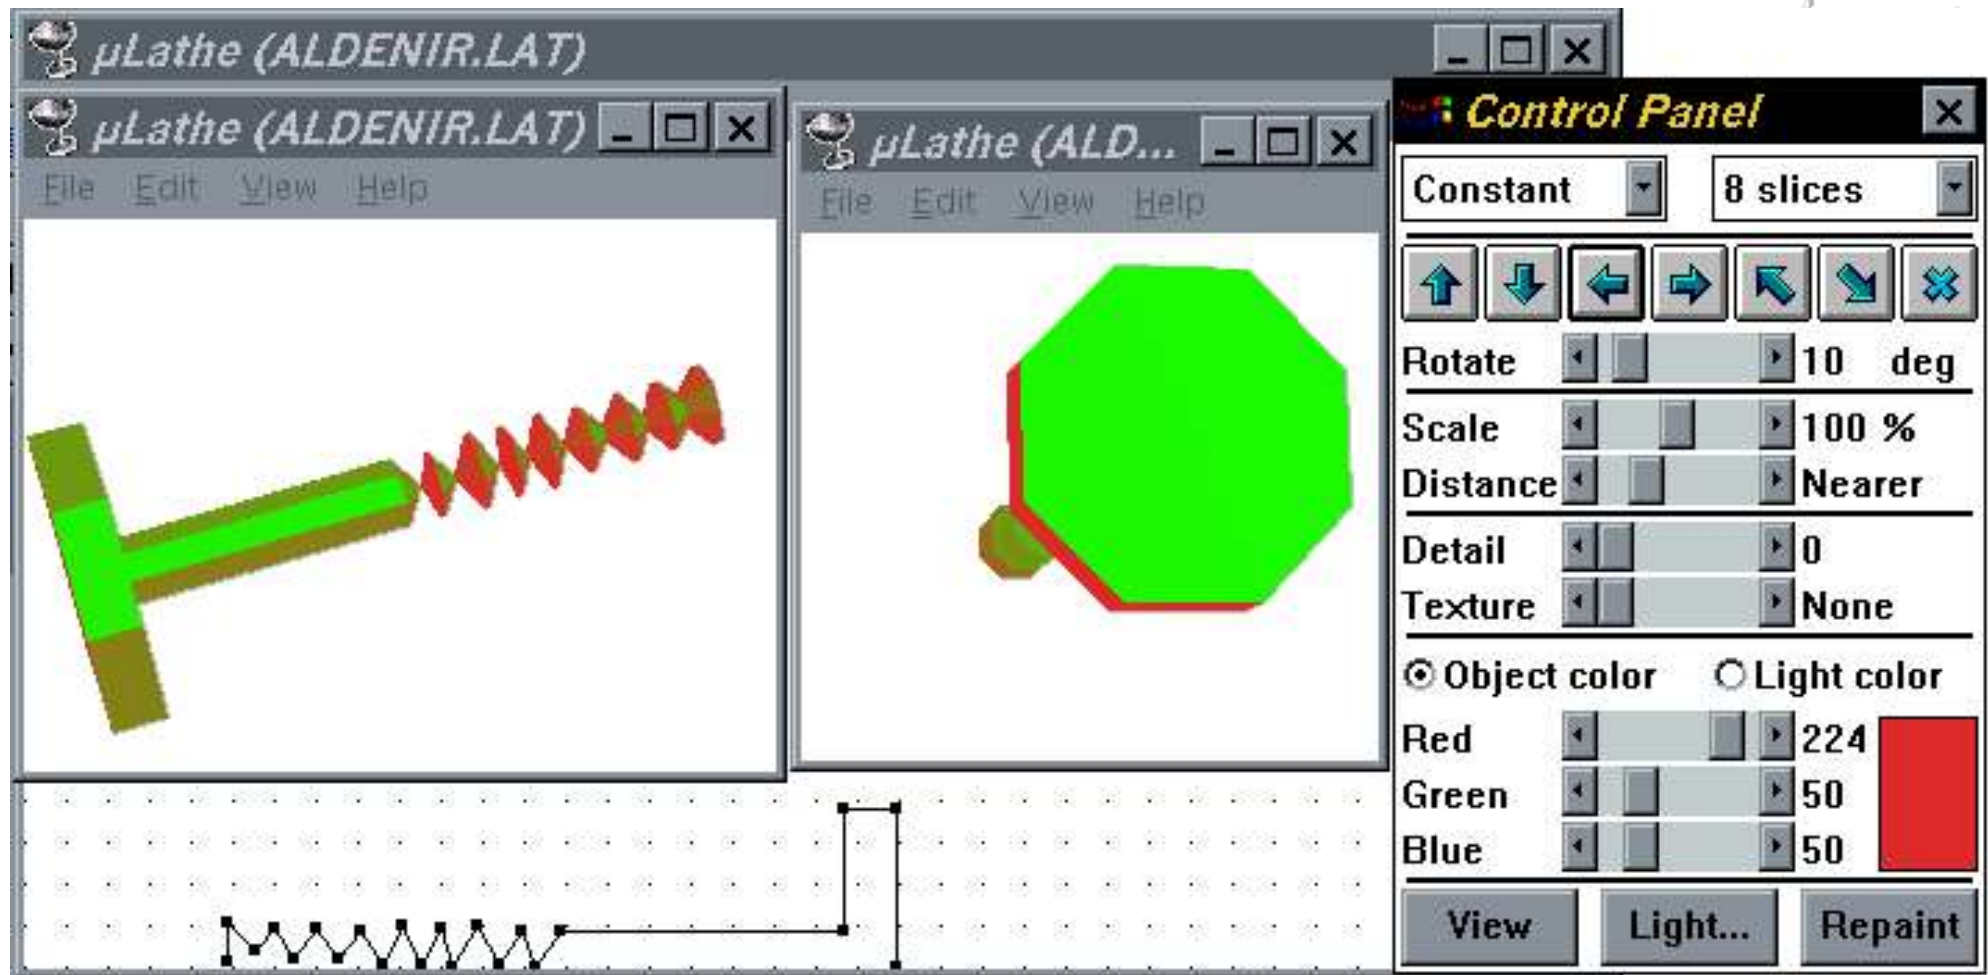 µLathe (ALDENIR.LAT)
µLathe (ALDENIR.LAT)
File Edit View Help
µLathe (ALD...
File Edit View Help
Control Panel
Constant 8 slices
Rotate 10 deg
Scale 100 %
Distance Nearer
Detail 0
Texture None
Object color Light color
Red 224
Green 50
Blue 50
View Light... Repaint